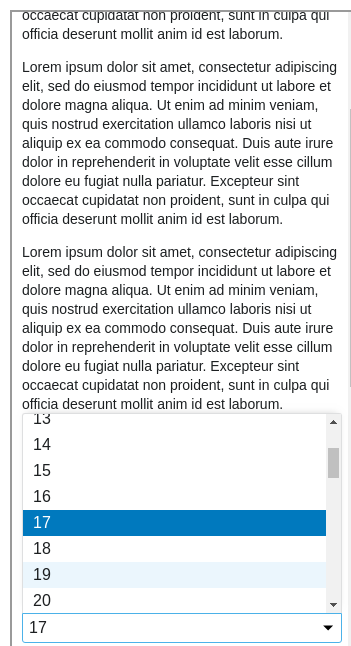 occaecat cupidatat non proident, sunt in culpa qui
officia deserunt mollit anim id est laborum.
Lorem ipsum dolor sit amet, consectetur adipiscing
elit, sed do eiusmod tempor incididunt ut labore et
dolore magna aliqua. Ut enim ad minim veniam,
quis nostrud exercitation ullamco laboris nisi ut
aliquip ex ea commodo consequat. Duis aute irure
dolor in reprehenderit in voluptate velit esse cillum
dolore eu fugiat nulla pariatur. Excepteur sint
occaecat cupidatat non proident, sunt in culpa qui
officia deserunt mollit anim id est laborum.
Lorem ipsum dolor sit amet, consectetur adipiscing
elit, sed do eiusmod tempor incididunt ut labore et
dolore magna aliqua. Ut enim ad minim veniam,
quis nostrud exercitation ullamco laboris nisi ut
aliquip ex ea commodo consequat. Duis aute irure
dolor in reprehenderit in voluptate velit esse cillum
dolore eu fugiat nulla pariatur. Excepteur sint
occaecat cupidatat non proident, sunt in culpa qui
officia deserunt mollit anim id est laborum.
13
14
15
16
17
18
19
20
17